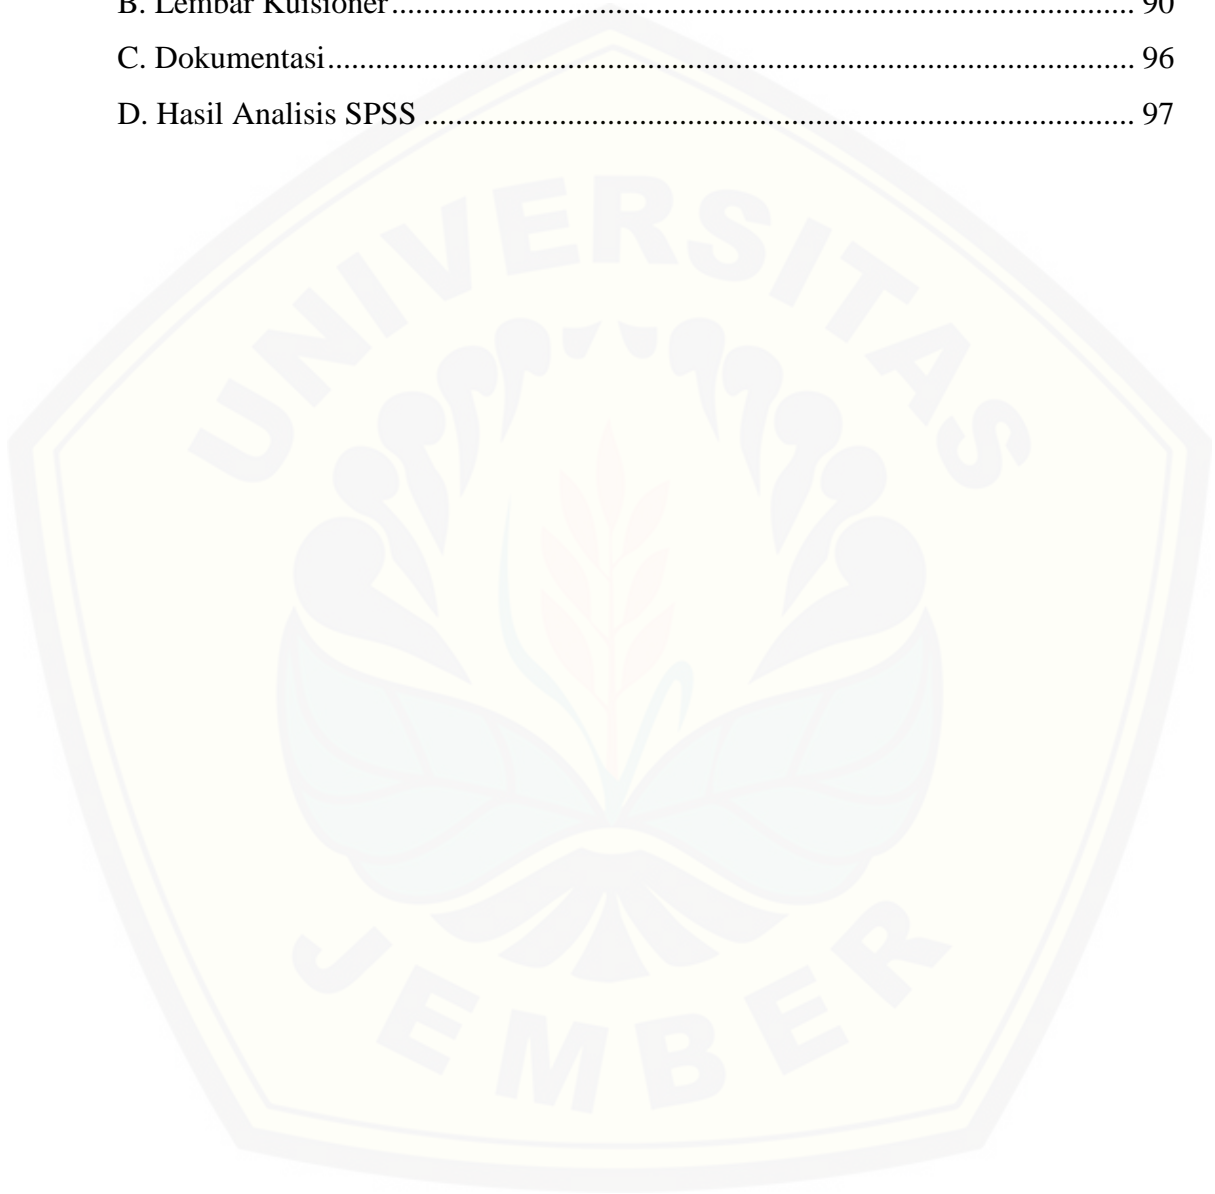 B. Lembar Kuisioner.......................................................................................... 90
C. Dokumentasi.................................................................................................. 96
D. Hasil Analisis SPSS ...................................................................................... 97
UNIVERSITAS
JEMBER